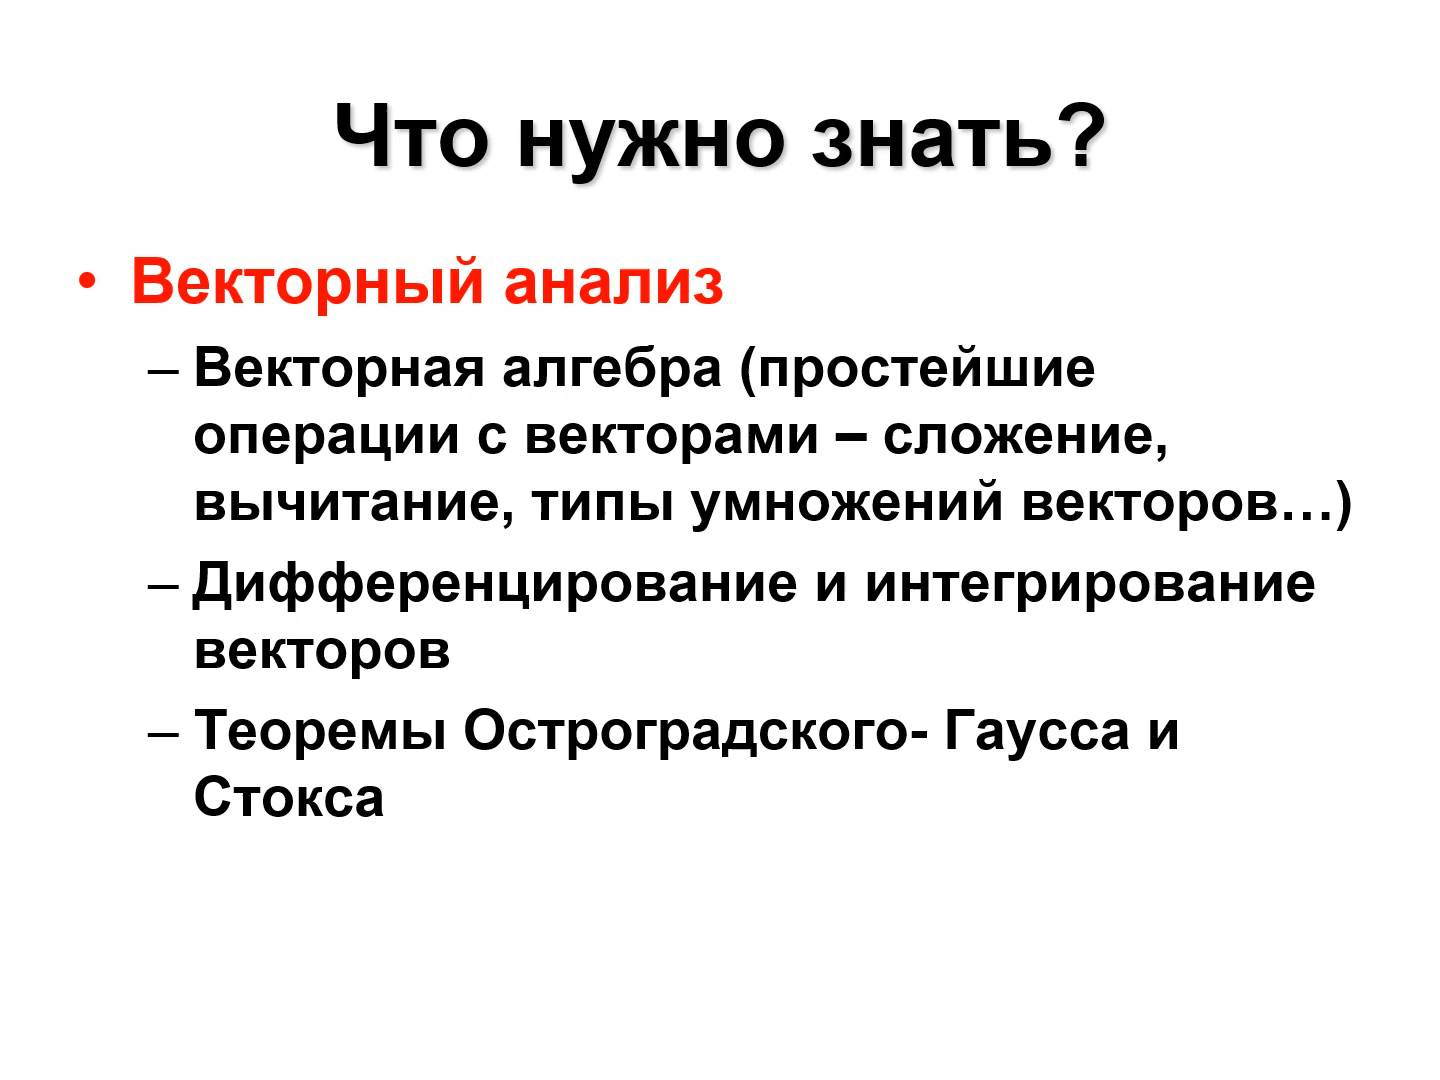 Что нужно знать?
• Векторный анализ
– Векторная алгебра (простейшие
операции с векторами – сложение,
вычитание, типы умножений векторов…)
– Дифференцирование и интегрирование
векторов
– Теоремы Остроградского- Гаусса и
Стокса